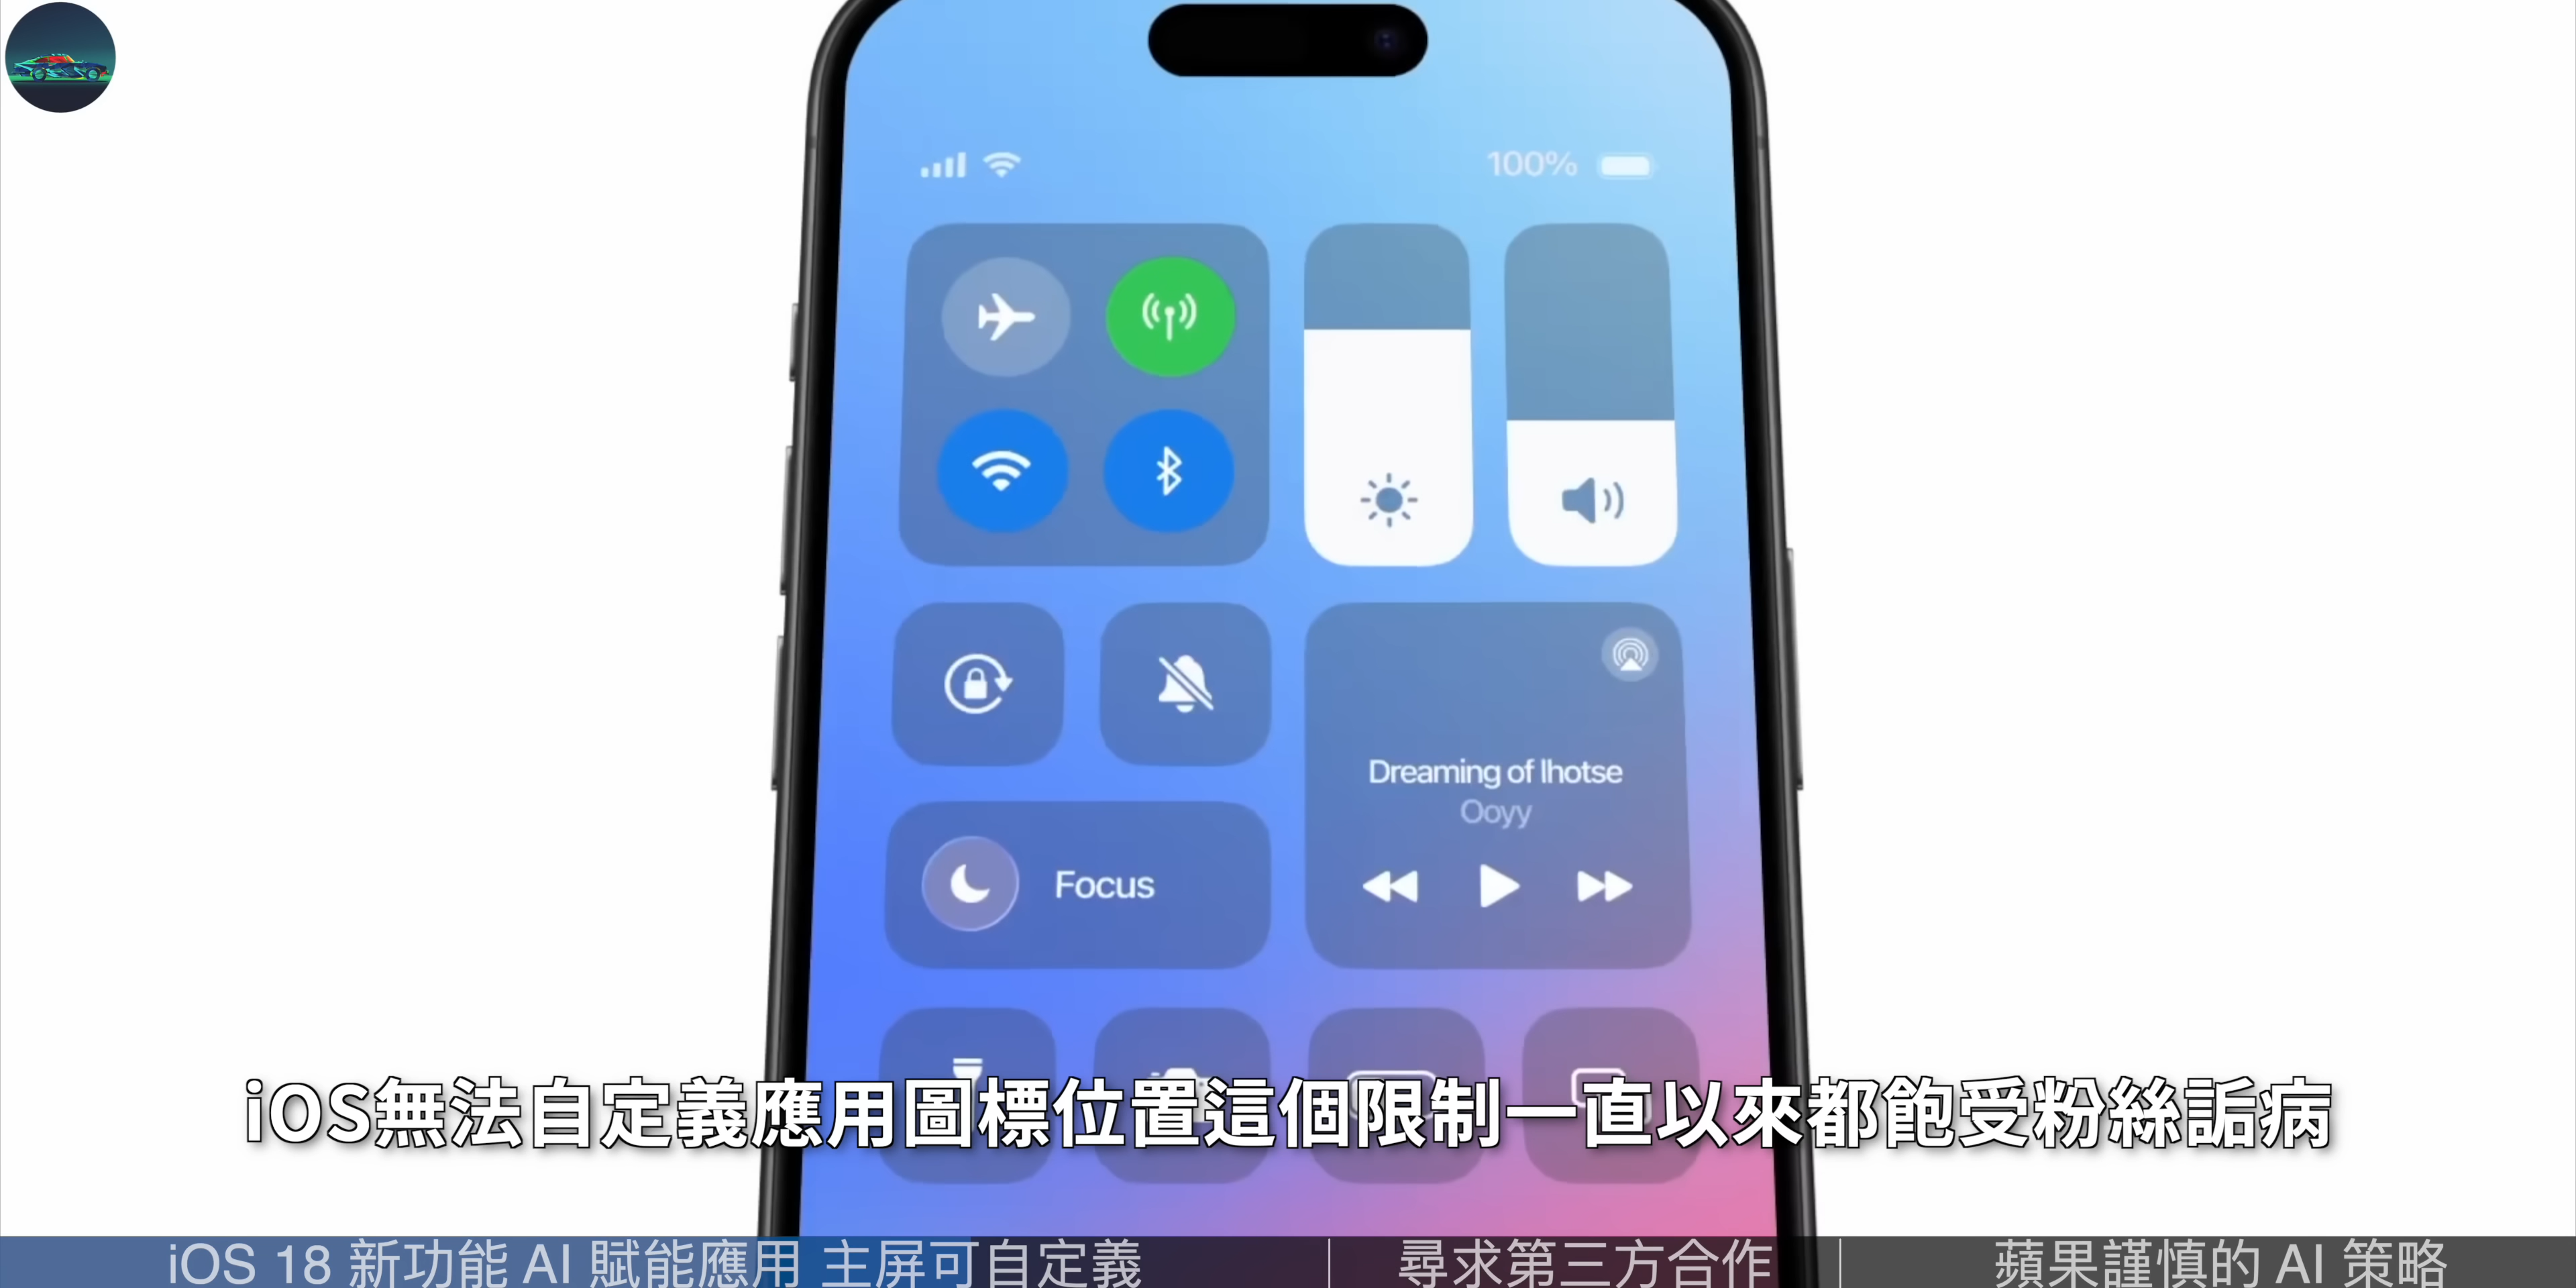 100%
Dreaming of lhotse
Ooyy
Focus
iOS無法自定義應用圖標位置這個限制一直以來都飽受粉絲詬病
iOS 18 新功能 AI 賦能應用 主屏可自定義
尋求第三方合作
蘋果謹慎的 AI 策略